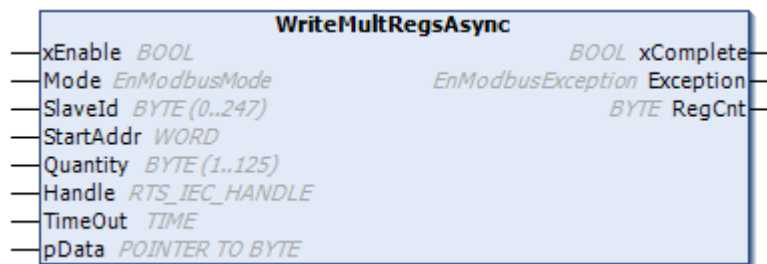 WriteMultRegsAsync
xEnable BOOL BOOL xComplete
Mode EnModbusMode EnModbusException Exception
SlaveId BYTE (0..247) BYTE RegCnt
StartAddr WORD
Quantity BYTE (1..125)
Handle RTS_IEC_HANDLE
TimeOut TIME
pData POINTER TO BYTE